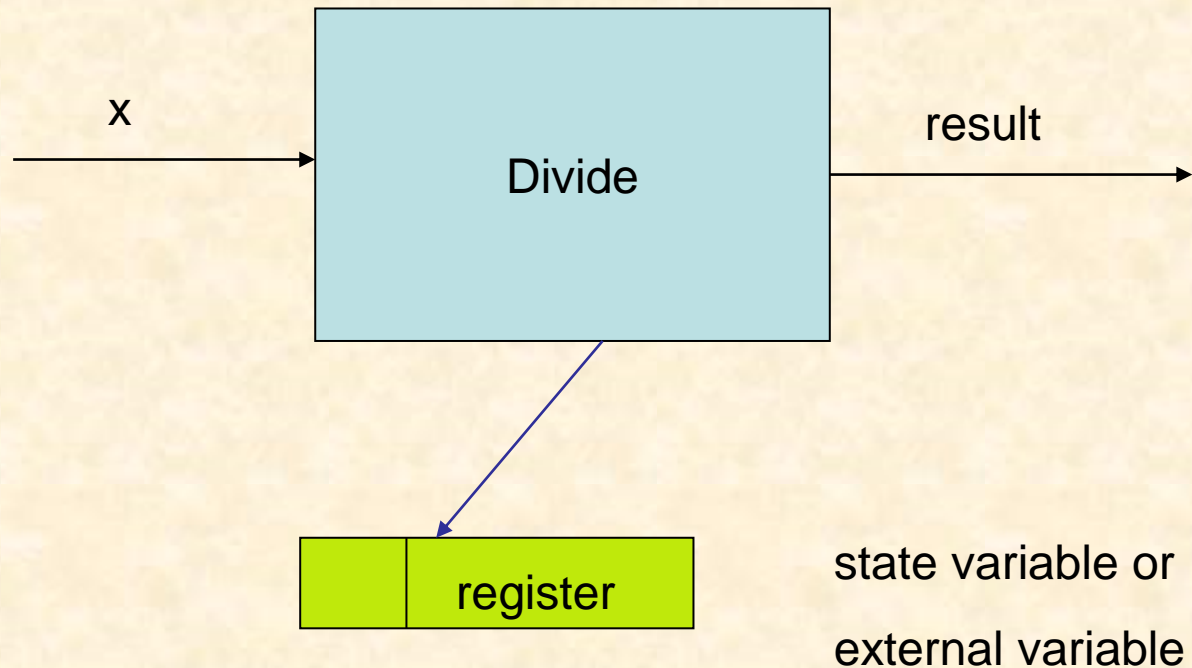 x
Divide
result
register
state variable or
external variable